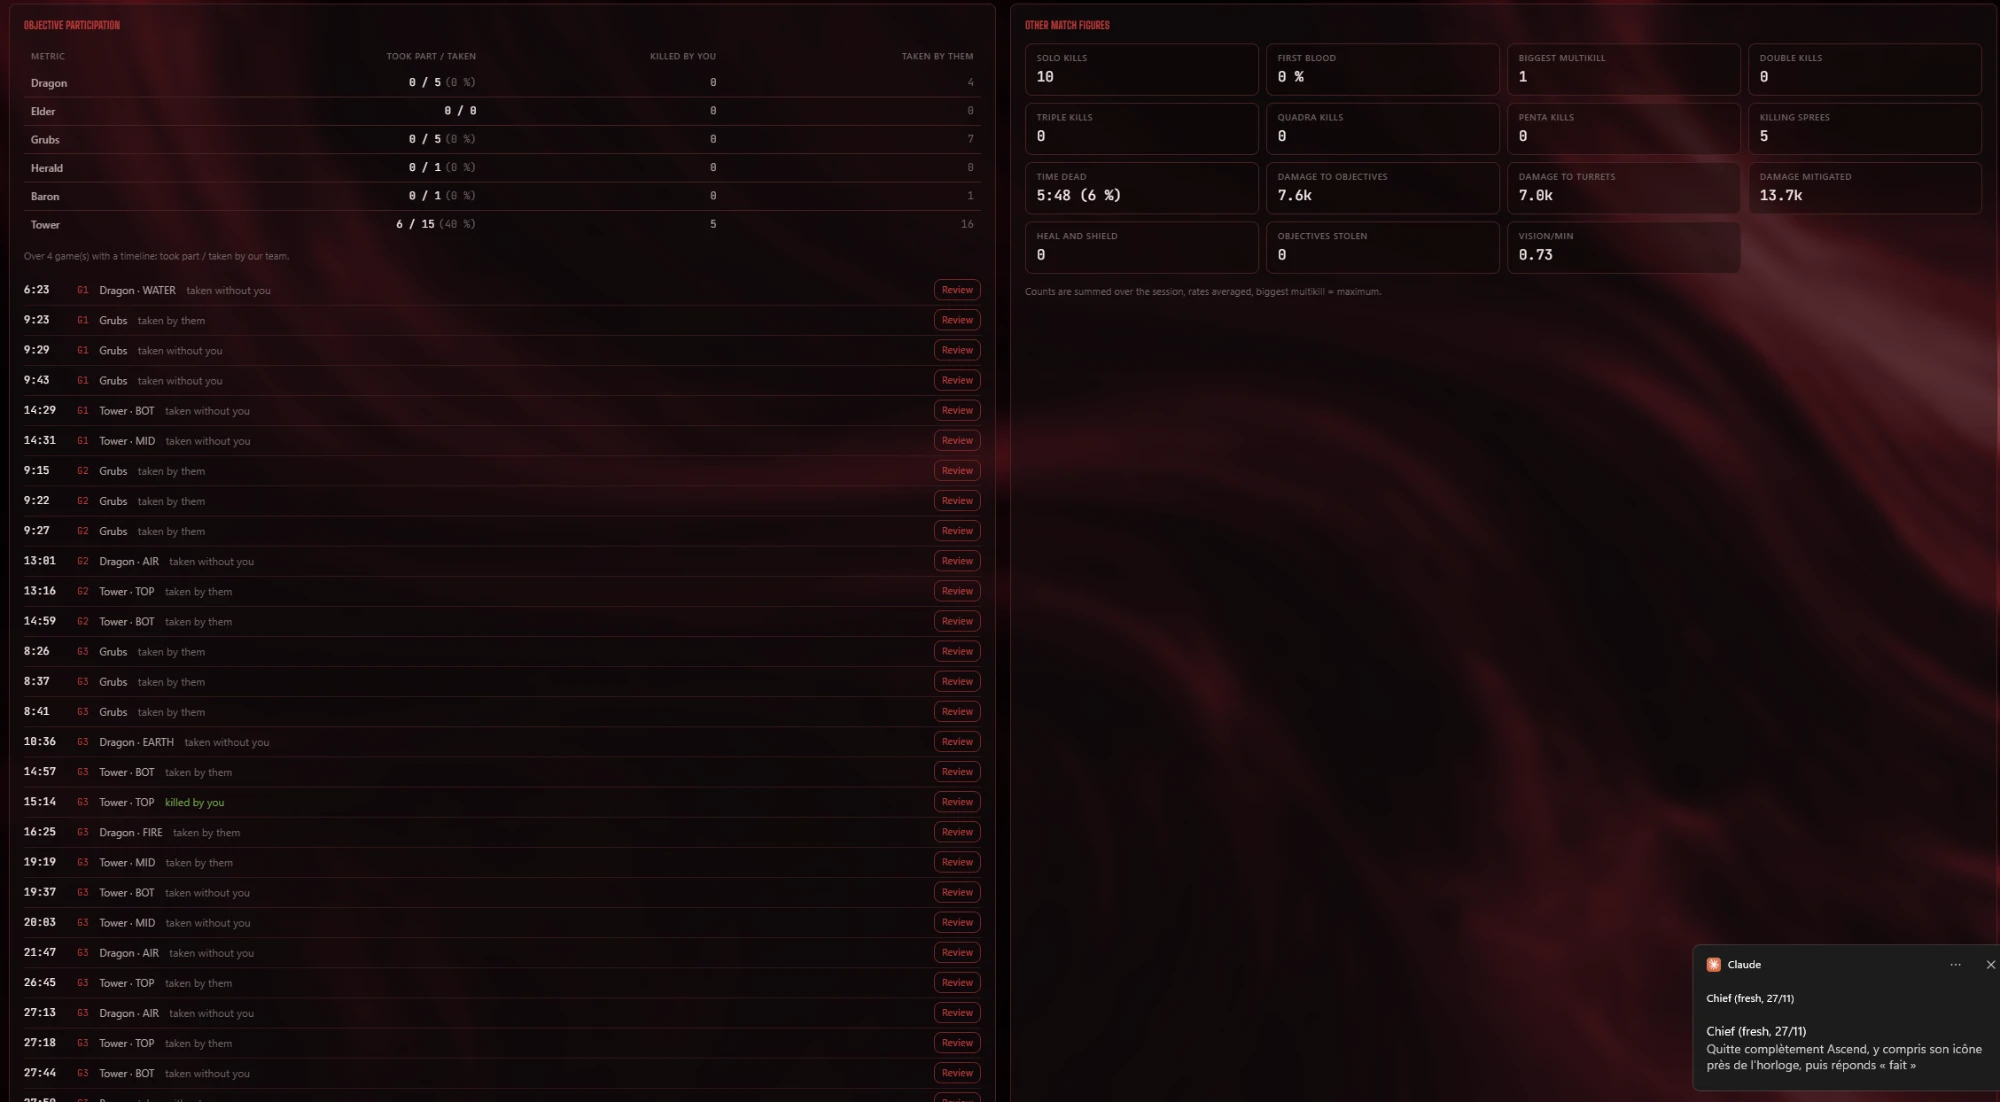 OBJECTIVE PARTICIPATION
METRIC TOOK PART / TAKEN KILLED BY YOU TAKEN BY THEM
Dragon 0 / 5 (0 %) 0 4
Elder 0 / 0 0 0
Grubs 0 / 5 (0 %) 0 7
Herald 0 / 1 (0 %) 0 0
Baron 0 / 1 (0 %) 0 1
Tower 6 / 15 (40 %) 5 16
Over 4 game(s) with a timeline: took part / taken by our team.
6:23 G1 Dragon · WATER taken without you Review
9:23 G1 Grubs taken by them Review
9:29 G1 Grubs taken without you Review
9:43 G1 Grubs taken without you Review
14:29 G1 Tower · BOT taken without you Review
14:31 G1 Tower · MID taken without you Review
9:15 G2 Grubs taken by them Review
9:22 G2 Grubs taken by them Review
9:27 G2 Grubs taken by them Review
13:01 G2 Dragon · AIR taken without you Review
13:16 G2 Tower · TOP taken by them Review
14:59 G2 Tower · BOT taken by them Review
8:26 G3 Grubs taken by them Review
8:37 G3 Grubs taken by them Review
8:41 G3 Grubs taken by them Review
10:36 G3 Dragon · EARTH taken without you Review
14:57 G3 Tower · BOT taken by them Review
15:14 G3 Tower · TOP killed by you Review
16:25 G3 Dragon · FIRE taken by them Review
19:19 G3 Tower · MID taken by them Review
19:37 G3 Tower · BOT taken without you Review
20:03 G3 Tower · MID taken without you Review
21:47 G3 Dragon · AIR taken without you Review
26:45 G3 Tower · TOP taken by them Review
27:13 G3 Dragon · AIR taken without you Review
27:18 G3 Tower · TOP taken by them Review
27:44 G3 Tower · BOT taken without you Review
OTHER MATCH FIGURES
SOLO KILLS FIRST BLOOD BIGGEST MULTIKILL DOUBLE KILLS
10 0 % 1 0
TRIPLE KILLS QUADRA KILLS PENTA KILLS KILLING SPREES
0 0 0 5
TIME DEAD DAMAGE TO OBJECTIVES DAMAGE TO TURRETS DAMAGE MITIGATED
5:48 (6 %) 7.6k 7.0k 13.7k
HEAL AND SHIELD OBJECTIVES STOLEN VISION/MIN
0 0 0.73
Counts are summed over the session, rates averaged, biggest multikill = maximum.
Claude
Chief (fresh, 27/11)
Chief (fresh, 27/11)
Quitte complètement Ascend, y compris son icône
près de l'horloge, puis réponds « fait »